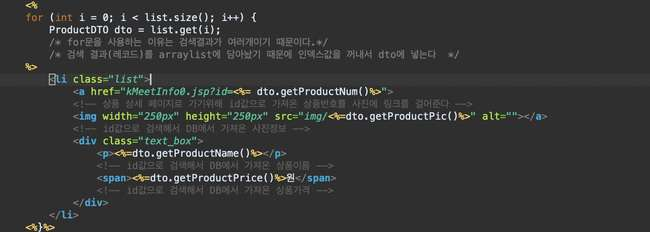 <%
for (int i = 0; i < list.size(); i++) {
ProductDTO dto = list.get(i);
/* for문을 사용하는 이유는 검색결과가 여러개이기 때문이다.*/
/* 검색 결과(레코드)를 arraylist에 담아놨기 때문에 인덱스값을 꺼내서 dto에 넣는다 */
%>
<li class="list">
<a href="kMeetInfo0.jsp?id=<%= dto.getProductNum()%>">
<!-- 상품 상세 페이지로 가기위해 id값으로 가져온 상품번호를 사진에 링크를 걸어준다 -->
<img width="250px" height="250px" src="img/<%=dto.getProductPic()%>" alt=""></a>
<!-- id값으로 검색해서 DB에서 가져온 사진정보 -->
<div class="text_box">
<p><%=dto.getProductName()%></p>
<!-- id값으로 검색해서 DB에서 가져온 상품이름 -->
<span><%=dto.getProductPrice()%>원</span>
<!-- id값으로 검색해서 DB에서 가져온 상품가격 -->
</div>
</li>
<%}%>